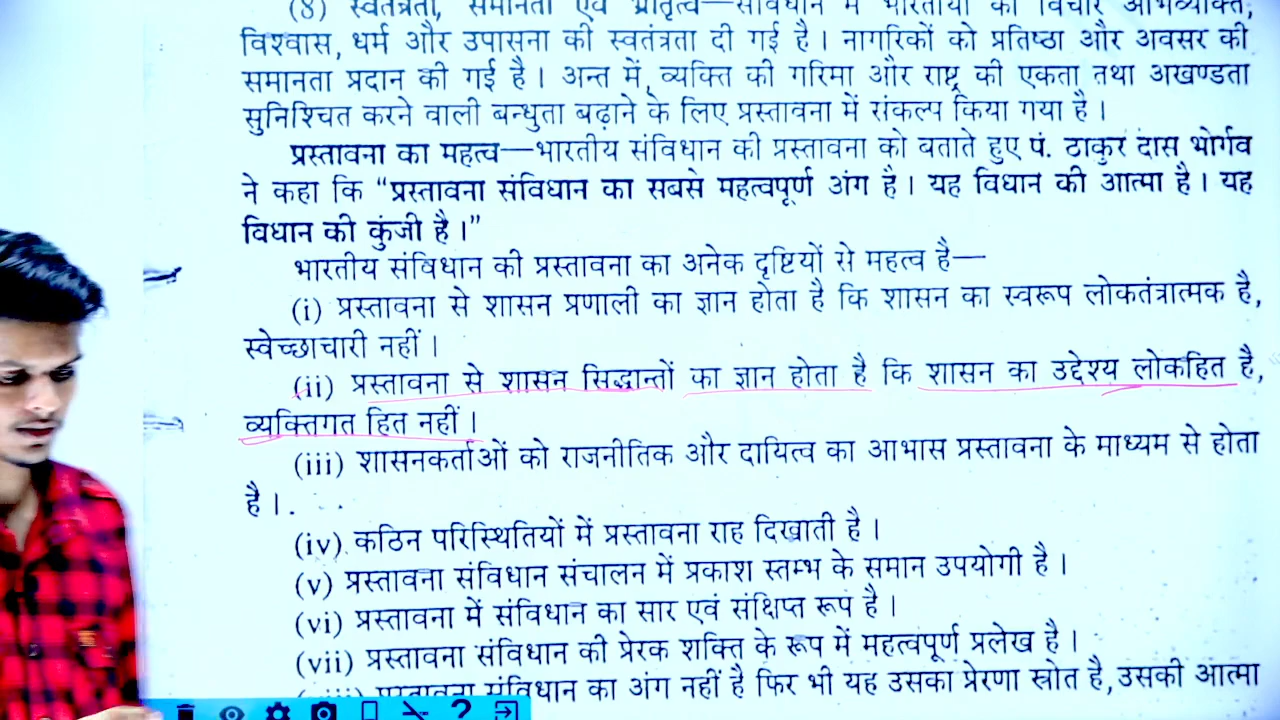 (8) स्वतंत्रता, समानता एवं भ्रातृत्व—संविधान में भारतीयों को विचार अभिव्यक्ति,
विश्वास, धर्म और उपासना की स्वतंत्रता दी गई है। नागरिकों को प्रतिष्ठा और अवसर की
समानता प्रदान की गई है। अन्त में, व्यक्ति की गरिमा और राष्ट्र की एकता तथा अखण्डता
सुनिश्चित करने वाली बन्धुता बढ़ाने के लिए प्रस्तावना में संकल्प किया गया है।
प्रस्तावना का महत्व—भारतीय संविधान की प्रस्तावना को बताते हुए पं. ठाकुर दास भोर्गव
ने कहा कि “प्रस्तावना संविधान का सबसे महत्वपूर्ण अंग है। यह विधान की आत्मा है। यह
विधान की कुंजी है।”
भारतीय संविधान की प्रस्तावना का अनेक दृष्टियों से महत्व है—
(i) प्रस्तावना से शासन प्रणाली का ज्ञान होता है कि शासन का स्वरूप लोकतंत्रात्मक है,
स्वेच्छाचारी नहीं।
(ii) प्रस्तावना से शासन सिद्धान्तों का ज्ञान होता है कि शासन का उद्देश्य लोकहित है,
व्यक्तिगत हित नहीं।
(iii) शासनकर्ताओं को राजनीतिक और दायित्व का आभास प्रस्तावना के माध्यम से होता
है।
(iv) कठिन परिस्थितियों में प्रस्तावना राह दिखाती है।
(v) प्रस्तावना संविधान संचालन में प्रकाश स्तम्भ के समान उपयोगी है।
(vi) प्रस्तावना में संविधान का सार एवं संक्षिप्त रूप है।
(vii) प्रस्तावना संविधान की प्रेरक शक्ति के रूप में महत्वपूर्ण प्रलेख है।
प्रस्तावना संविधान का अंग नहीं है फिर भी यह उसका प्रेरणा स्रोत है, उसकी आत्मा